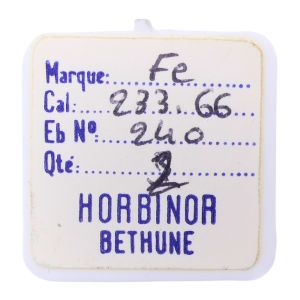 Marque: Fe
Cal: 233.66
Eb Nº: 240
Qté: 2
HORBINOR
BETHUNE